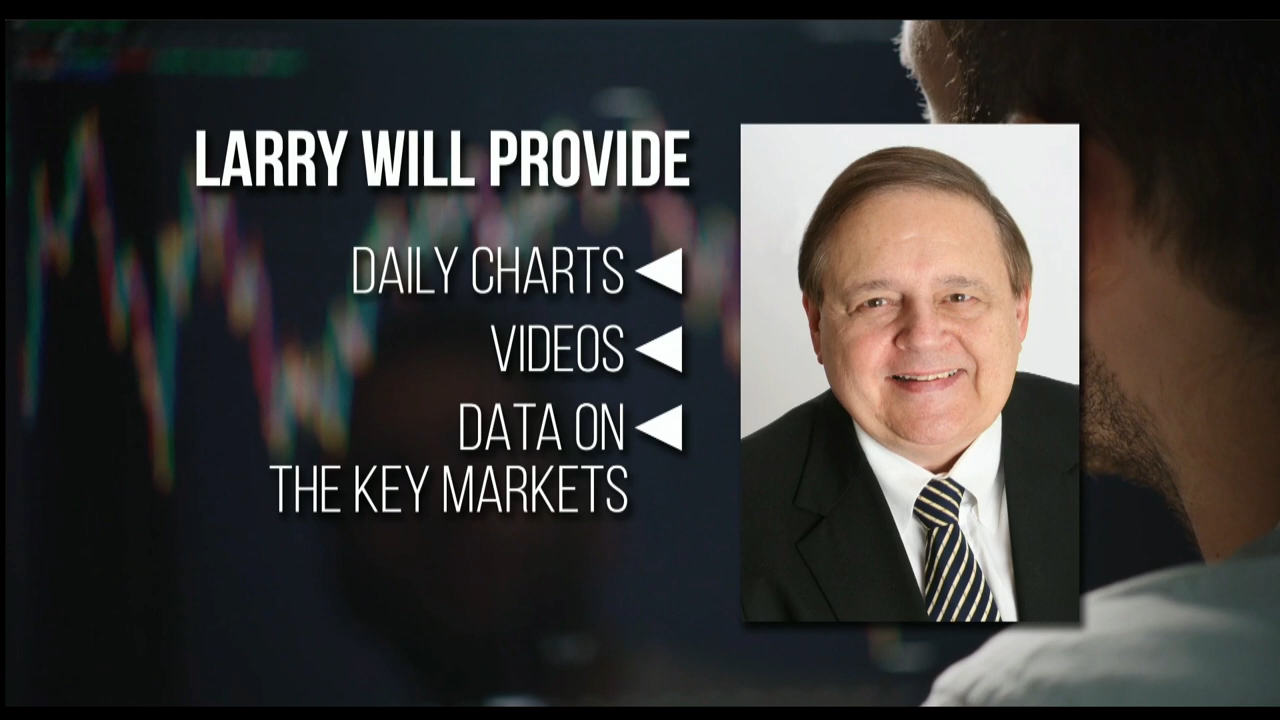 LARRY WILL PROVIDE
DAILY CHARTS
VIDEOS
DATA ON
THE KEY MARKETS